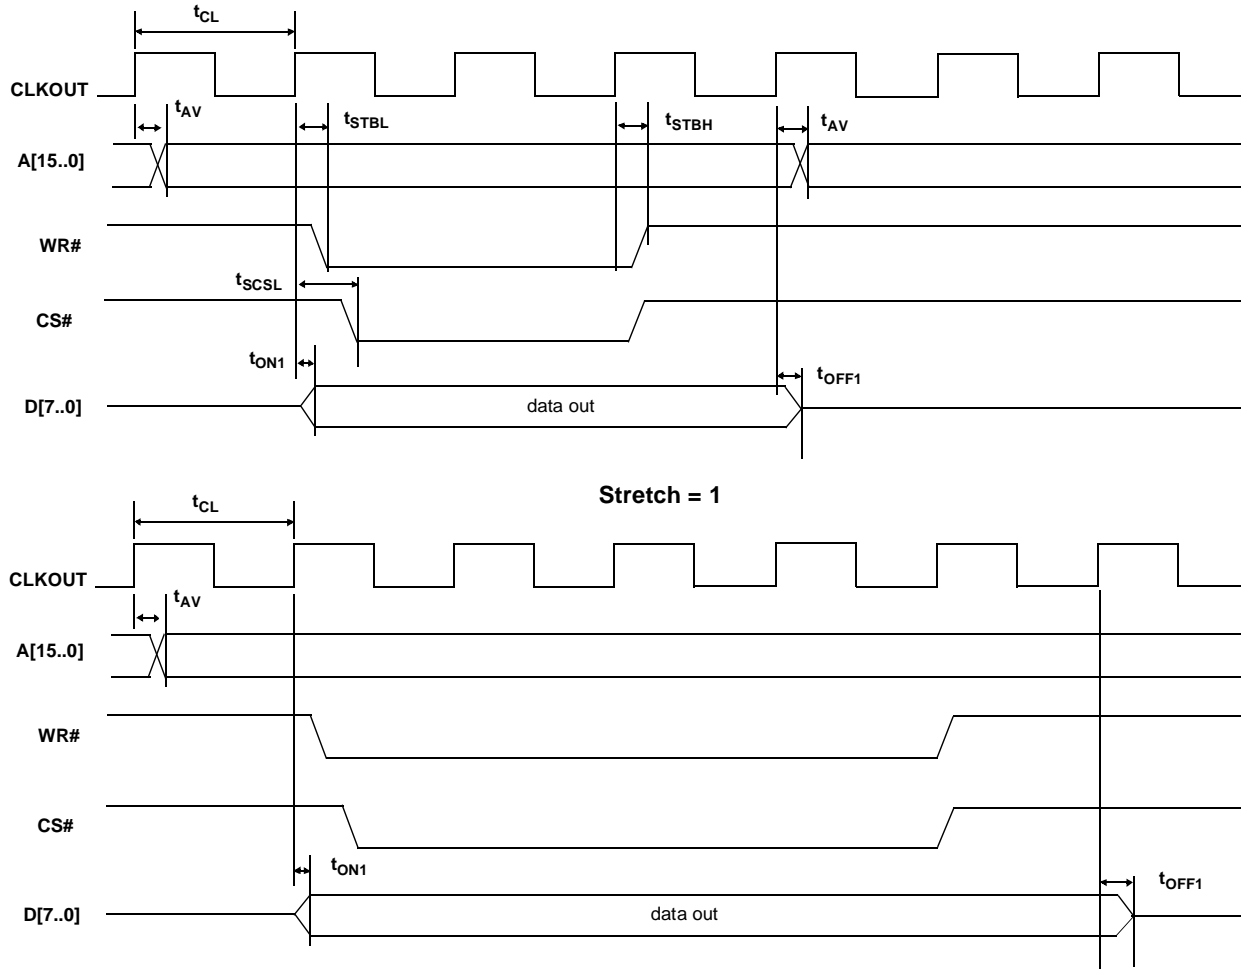 tCL
CLKOUT
tAV
tSTBL
tSTBH
tAV
A[15..0]
WR#
tSCSL
CS#
tON1
tOFF1
D[7..0]
data out
Stretch = 1
tCL
CLKOUT
tAV
A[15..0]
WR#
CS#
tON1
tOFF1
D[7..0]
data out